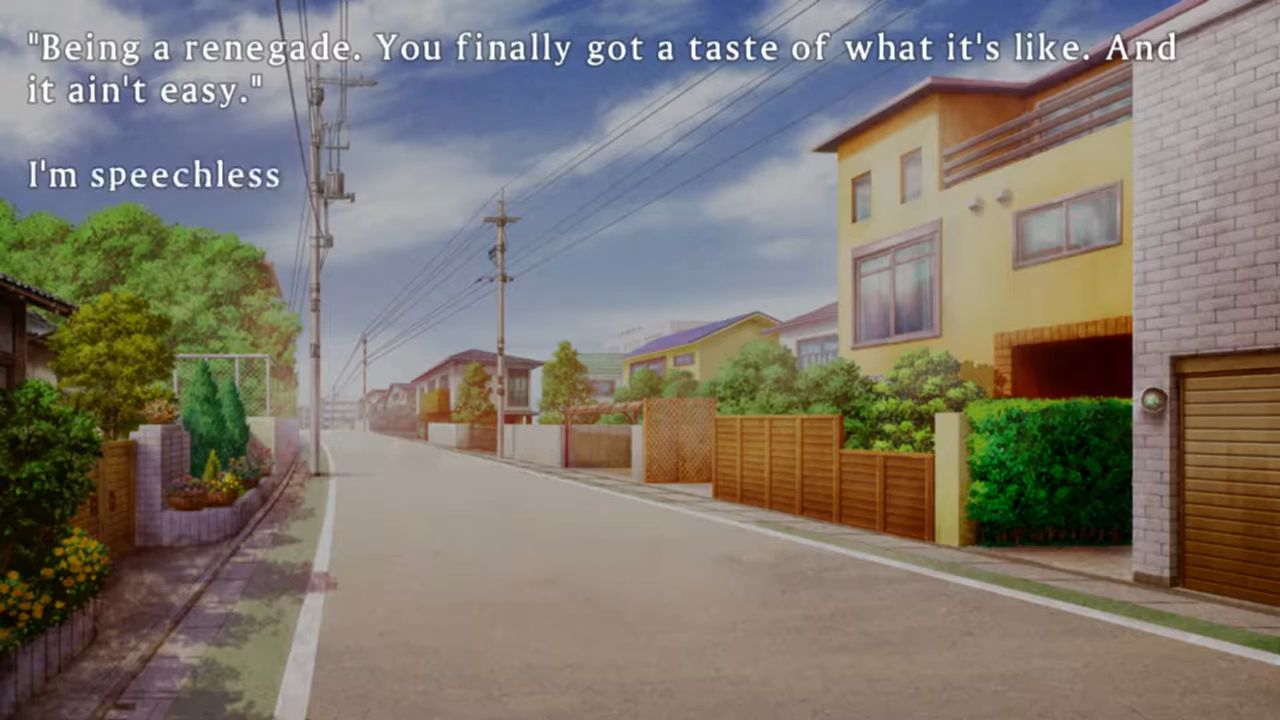 "Being a renegade. You finally got a taste of what it's like. And
it ain't easy."
I'm speechless